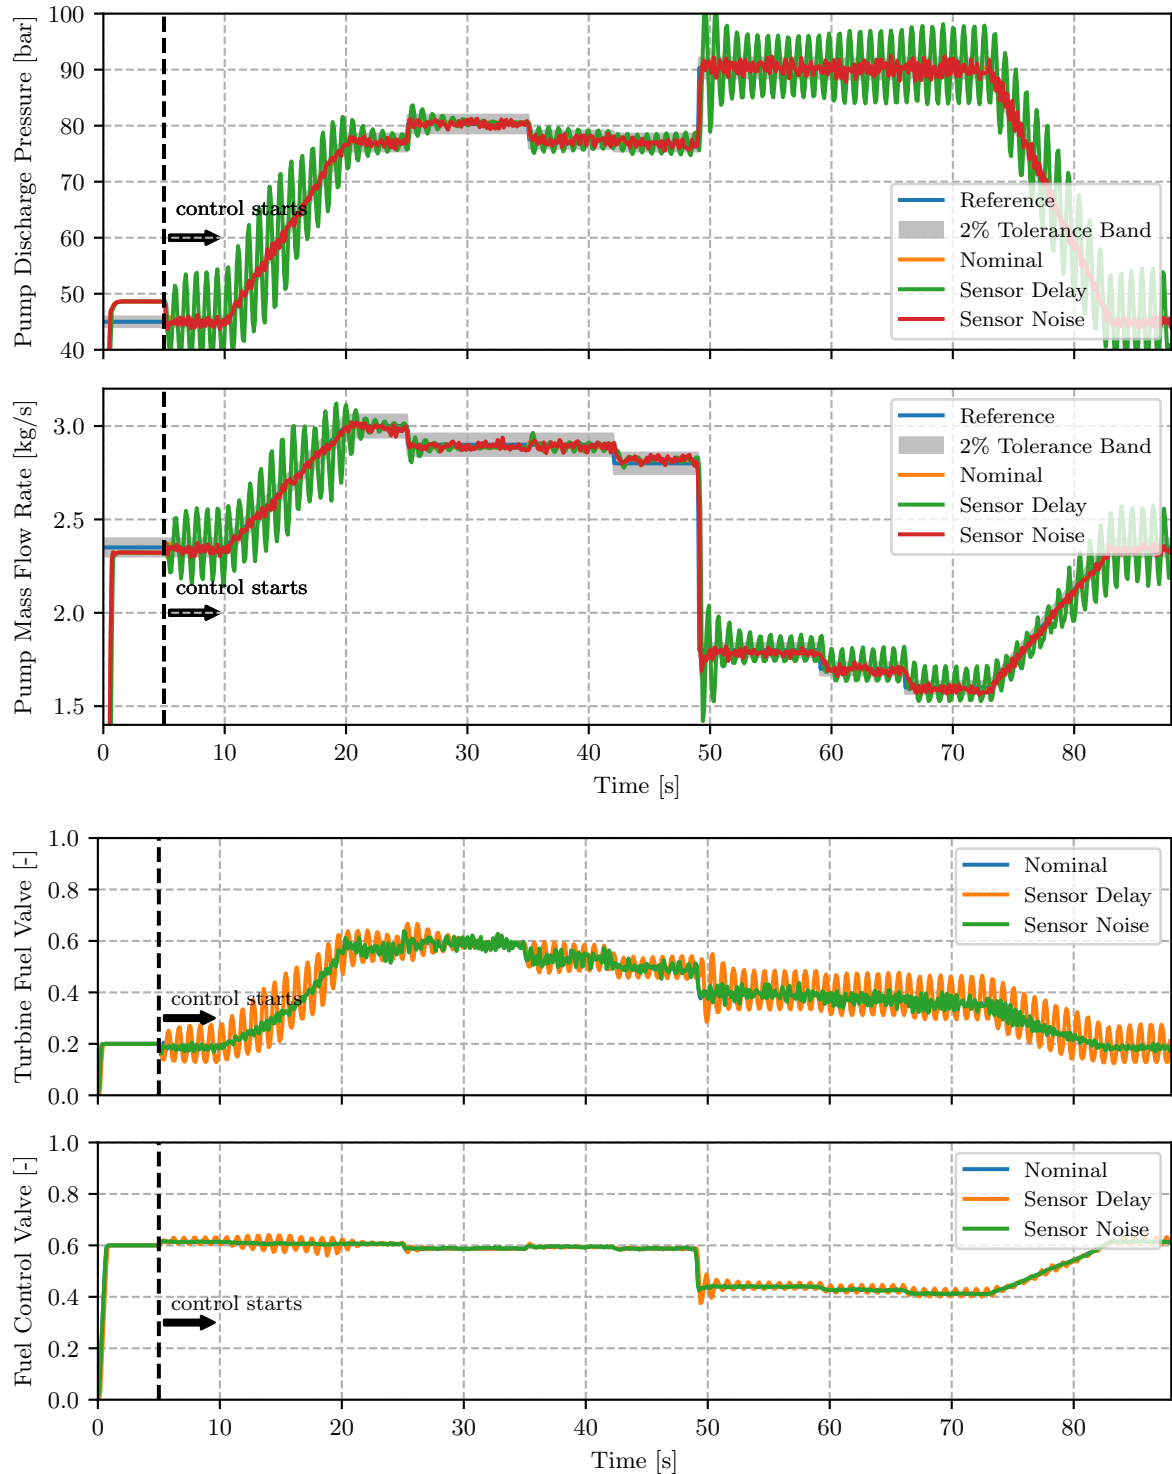 Pump Discharge Pressure [bar]
100
90
80
70
60
50
40
control starts
Reference
2% Tolerance Band
Nominal
Sensor Delay
Sensor Noise
Pump Mass Flow Rate [kg/s]
3.0
2.5
2.0
1.5
control starts
Reference
2% Tolerance Band
Nominal
Sensor Delay
Sensor Noise
0 10 20 30 40 50 60 70 80
Time [s]
Turbine Fuel Valve [-]
1.0
0.8
0.6
0.4
0.2
0.0
control starts
Nominal
Sensor Delay
Sensor Noise
Fuel Control Valve [-]
1.0
0.8
0.6
0.4
0.2
0.0
control starts
Nominal
Sensor Delay
Sensor Noise
0 10 20 30 40 50 60 70 80
Time [s]